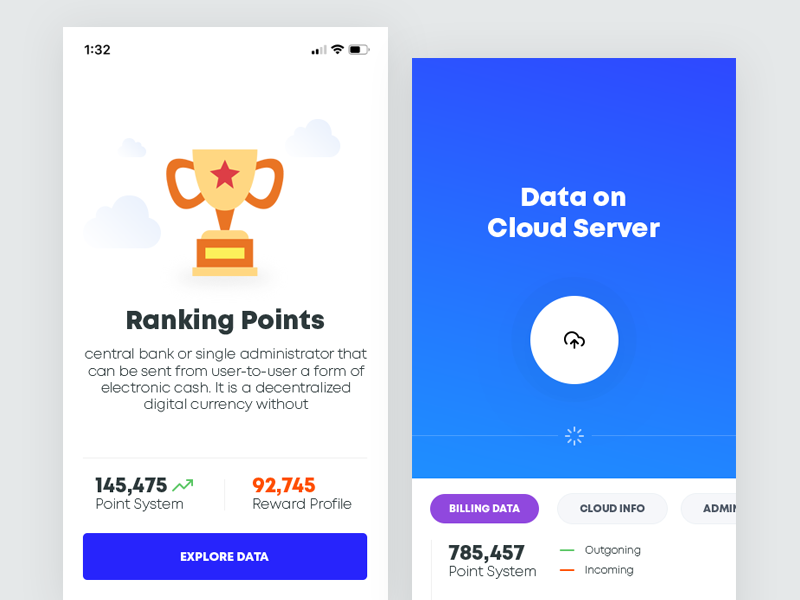 1:32
Ranking Points
central bank or single administrator that
can be sent from user-to-user a form of
electronic cash. It is a decentralized
digital currency without
145,475
Point System
92,745
Reward Profile
EXPLORE DATA
Data on
Cloud Server
BILLING DATA
CLOUD INFO
785,457
Point System
Outgoning
Incoming